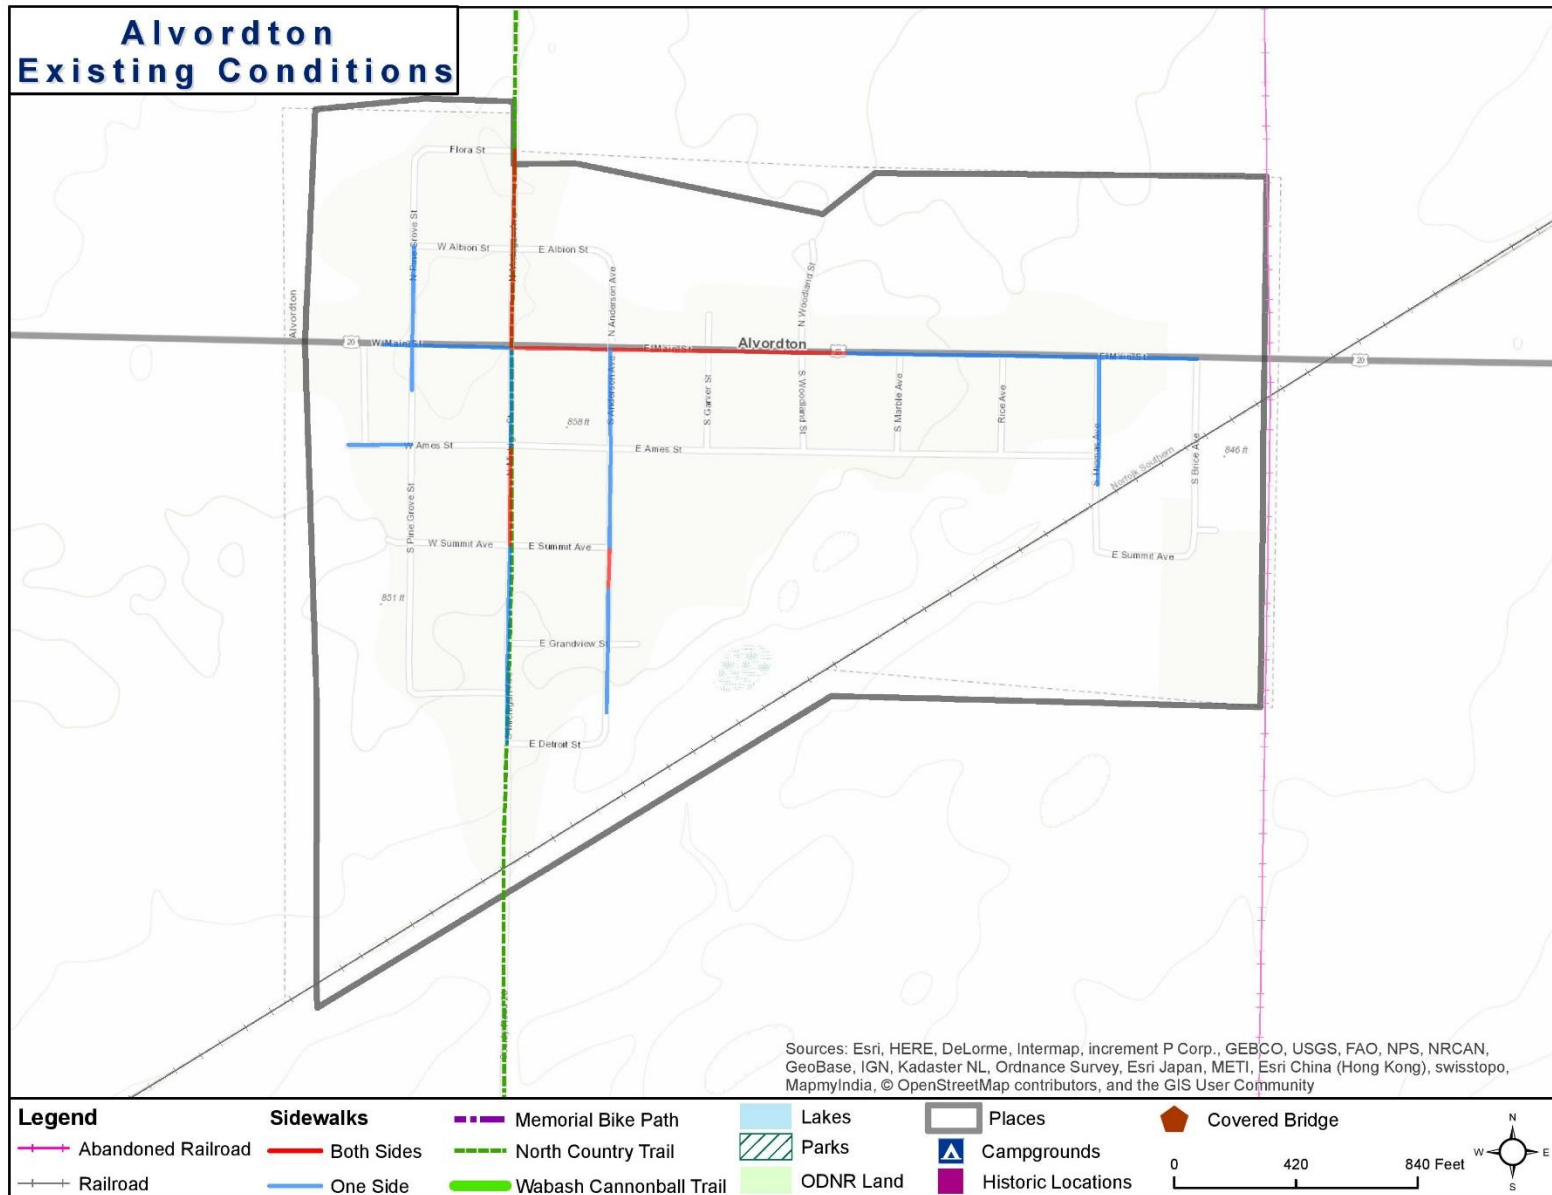 Alvordton
Existing Conditions
Flora St
N Pine Grove St
W Albion St
E Albion St
N Anderson Ave
N Woodland St
Alvordton
20
W Main St
E Main St
Alvordton
20
E Main St
20
S Anderson Ave
S Garver St
S Woodland St
S Marble Ave
Rice Ave
858 ft
W Ames St
E Ames St
Norfolk Southern
S Brice Ave
846 ft
S Pine Grove St
W Summit Ave
E Summit Ave
E Summit Ave
851 ft
E Grandview St
E Detroit St
Sources: Esri, HERE, DeLorme, Intermap, increment P Corp., GEBCO, USGS, FAO, NPS, NRCAN,
GeoBase, IGN, Kadaster NL, Ordnance Survey, Esri Japan, METI, Esri China (Hong Kong), swisstopo,
MapmyIndia, © OpenStreetMap contributors, and the GIS User Community
Legend
Abandoned Railroad
Railroad
Sidewalks
Both Sides
One Side
Memorial Bike Path
North Country Trail
Wabash Cannonball Trail
Lakes
Parks
ODNR Land
Places
Campgrounds
Historic Locations
Covered Bridge
0 420 840 Feet
N
W E
S